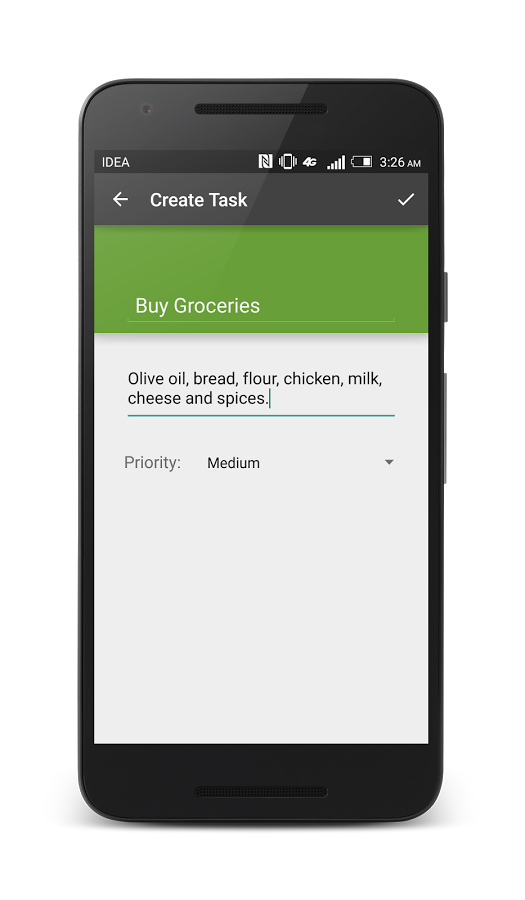 IDEA 4G 3:26 AM
Create Task
Buy Groceries
Olive oil, bread, flour, chicken, milk,
cheese and spices.
Priority: Medium